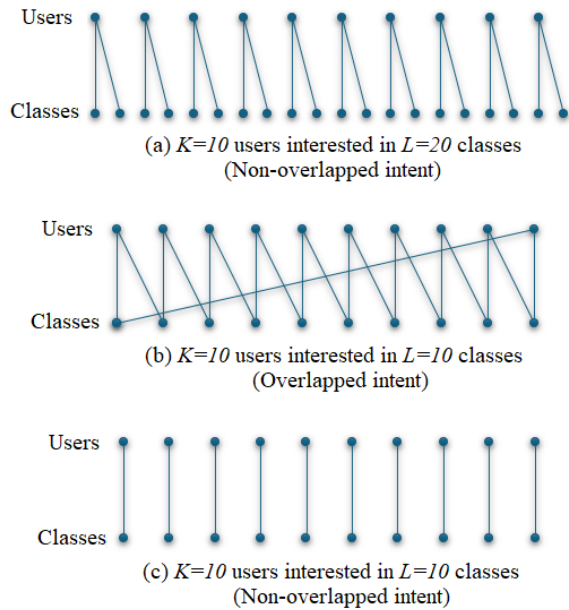 Users
Classes
(a) K=10 users interested in L=20 classes
(Non-overlapped intent)
Users
Classes
(b) K=10 users interested in L=10 classes
(Overlapped intent)
Users
Classes
(c) K=10 users interested in L=10 classes
(Non-overlapped intent)